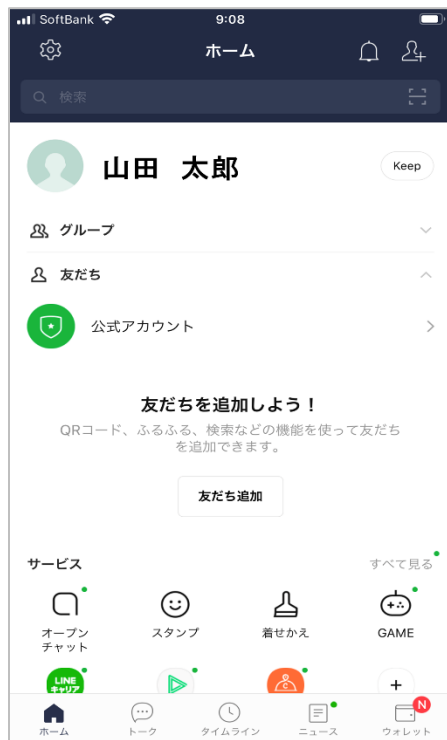 SoftBank 9:08
ホーム
検索
山田 太郎
Keep
グループ
友だち
公式アカウント
友だちを追加しよう！
QRコード、ふるふる、検索などの機能を使って友だち
を追加できます。
友だち追加
サービス
すべて見る
オープン
チャット
スタンプ
着せかえ
GAME
LINE
キャリア
N
ホーム
トーク
タイムライン
ニュース
ウォレット